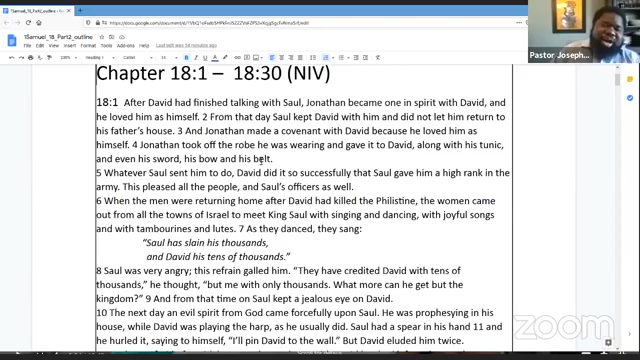 1Samuel_18_Part2_outline
Last edit was 54 minutes ago
Chapter 18:1 – 18:30 (NIV)
Pastor Joseph...
18:1 After David had finished talking with Saul, Jonathan became one in spirit with David, and
he loved him as himself. 2 From that day Saul kept David with him and did not let him return to
his father's house. 3 And Jonathan made a covenant with David because he loved him as
himself. 4 Jonathan took off the robe he was wearing and gave it to David, along with his tunic,
and even his sword, his bow and his belt.
5 Whatever Saul sent him to do, David did it so successfully that Saul gave him a high rank in the
army. This pleased all the people, and Saul's officers as well.
6 When the men were returning home after David had killed the Philistine, the women came
out from all the towns of Israel to meet King Saul with singing and dancing, with joyful songs
and with tambourines and lutes. 7 As they danced, they sang:
“Saul has slain his thousands,
and David his tens of thousands.”
8 Saul was very angry; this refrain galled him. “They have credited David with tens of
thousands,” he thought, “but me with only thousands. What more can he get but the
kingdom?” 9 And from that time on Saul kept a jealous eye on David.
10 The next day an evil spirit from God came forcefully upon Saul. He was prophesying in his
house, while David was playing the harp, as he usually did. Saul had a spear in his hand 11 and
he hurled it, saying to himself, “I'll pin David to the wall.” But David eluded him twice.
zoom